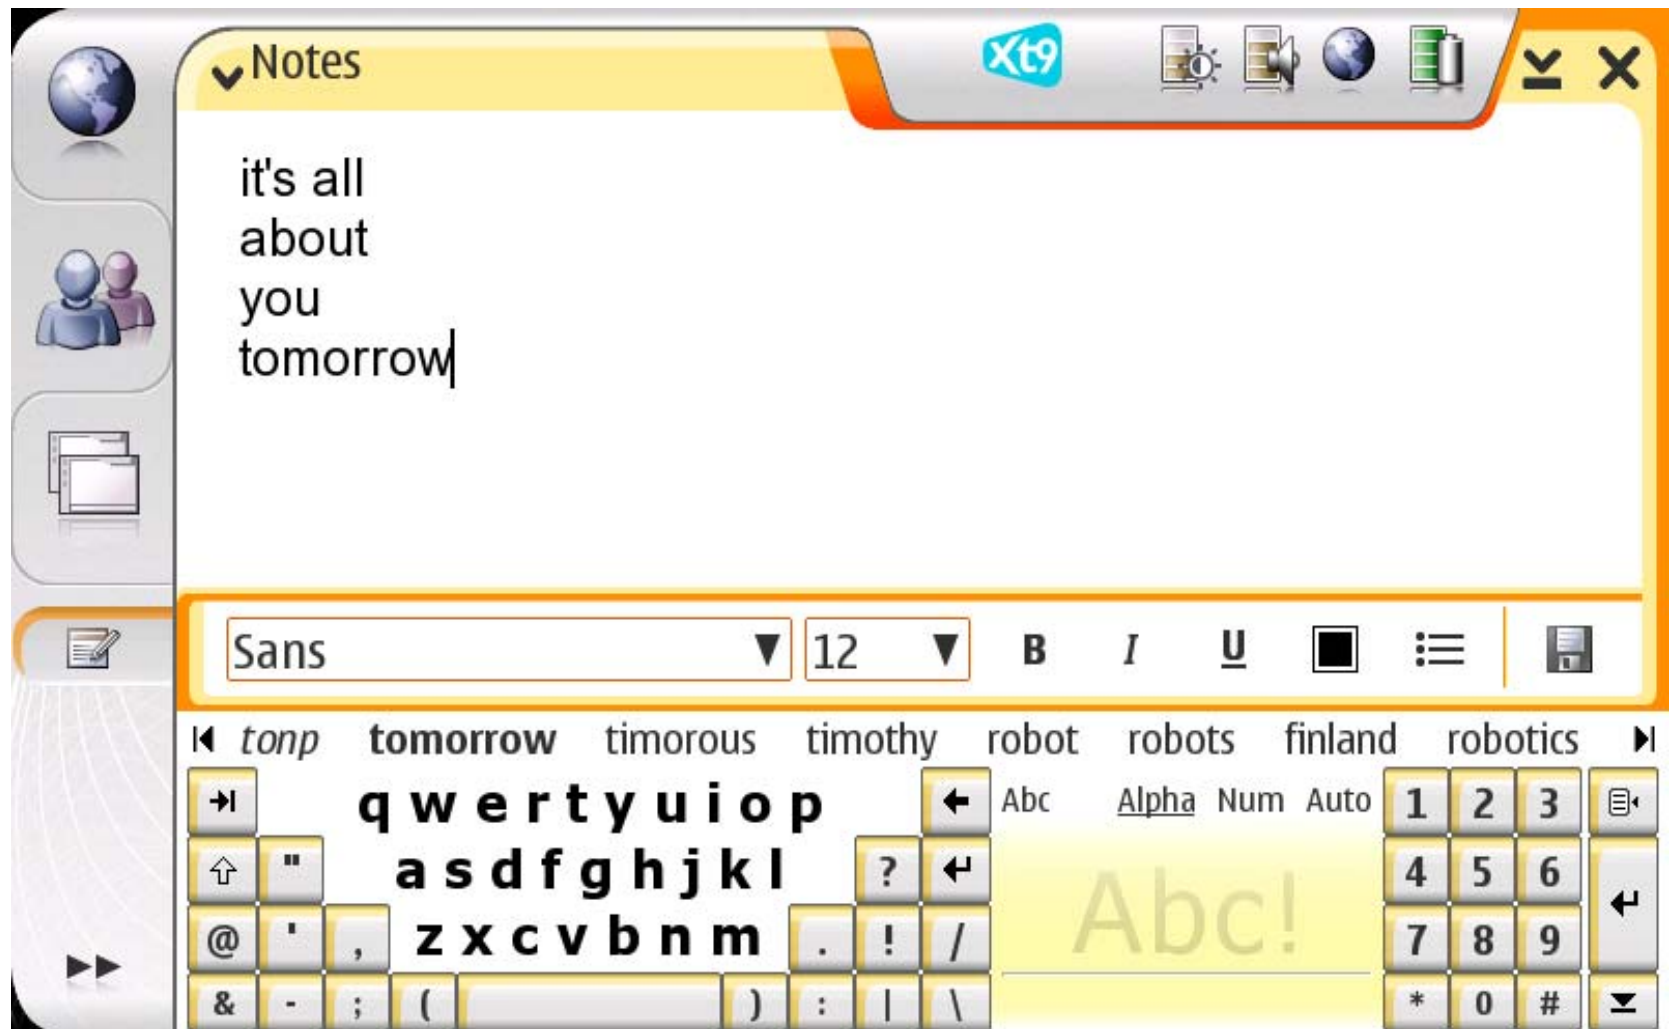 Notes
Xt9
it's all
about
you
tomorrow
Sans 12 B I U
tonp tomorrow timorous timothy robot robots finland robotics
q w e r t y u i o p Abc Alpha Num Auto 1 2 3
" a s d f g h j k l ? 4 5 6
@ ' , z x c v b n m . ! / Abc! 7 8 9
& - ; ( ) : | \ * 0 #